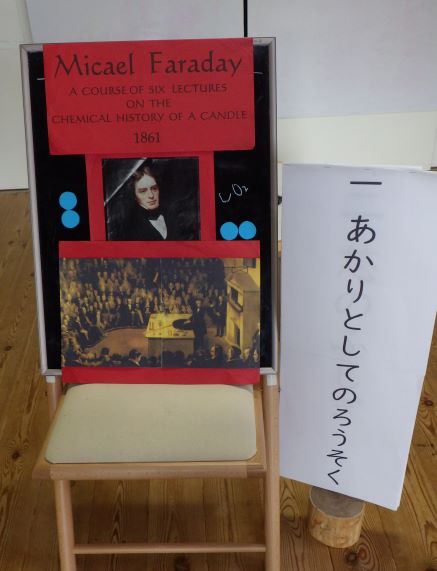 Micael Faraday
A COURSE OF SIX LECTURES
ON THE
CHEMICAL HISTORY OF A CANDLE
1861
CO₂
一
あかりとしてのろうそく